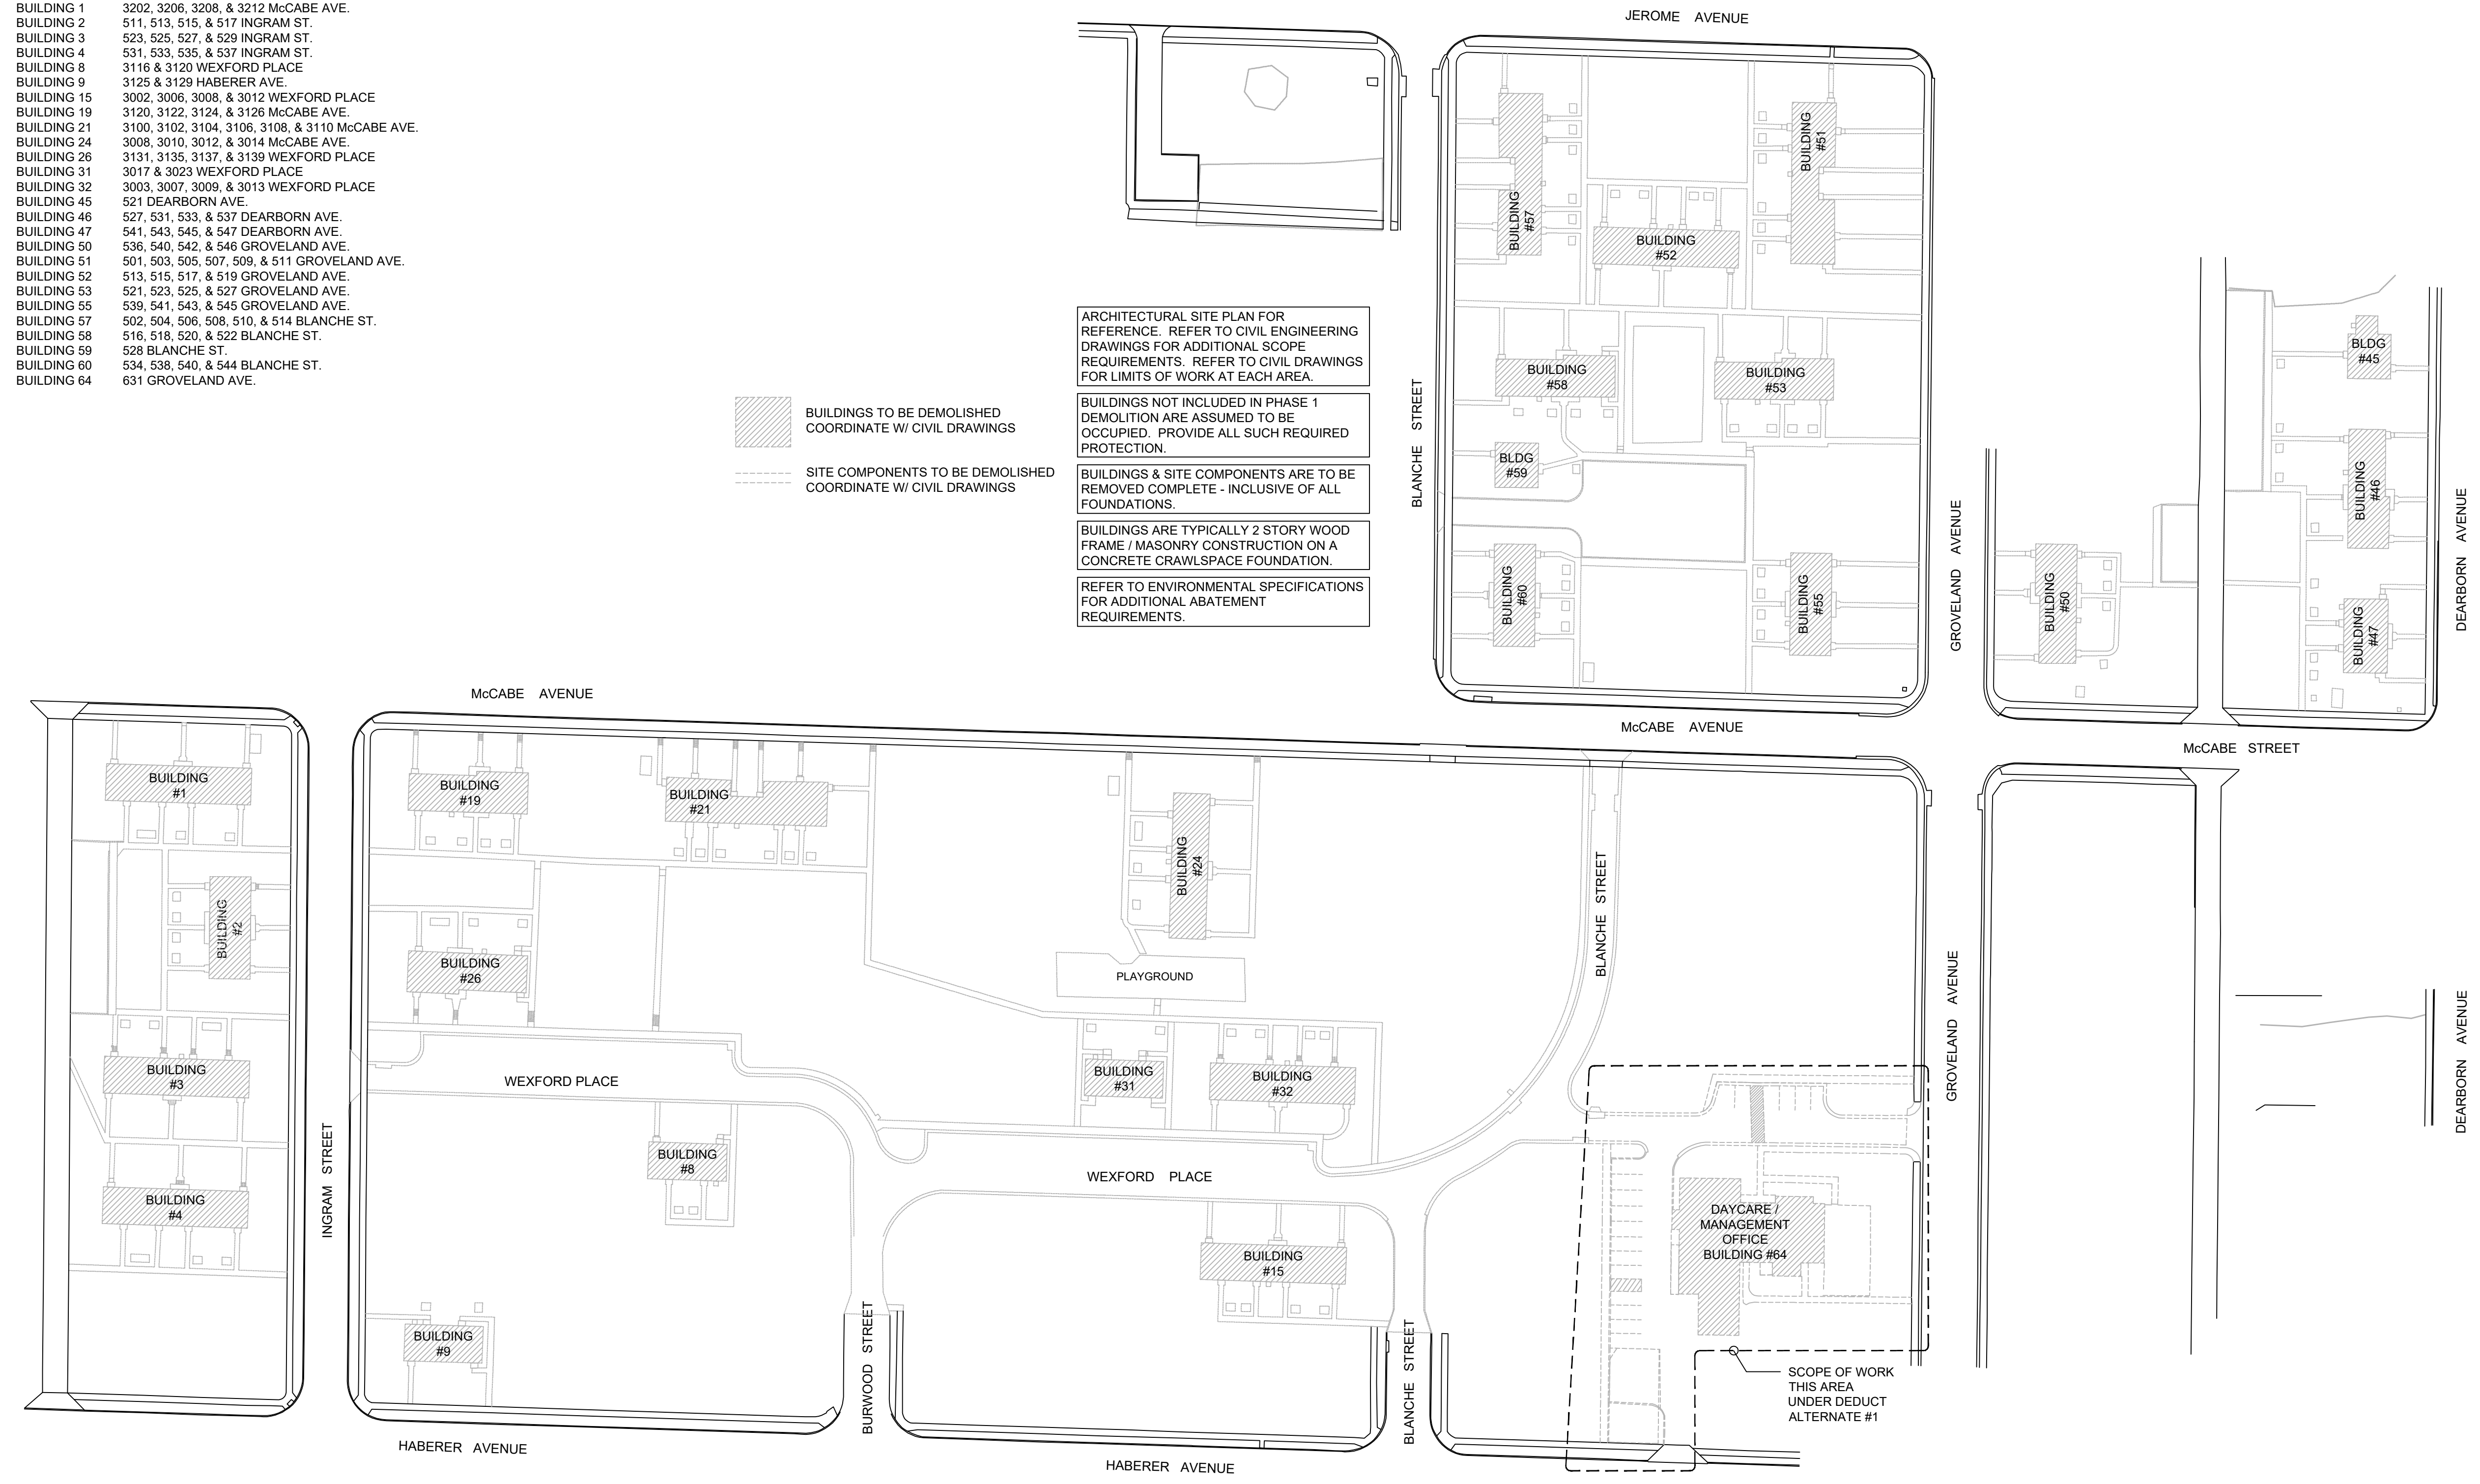 BUILDING 1 3202, 3206, 3208, & 3212 McCABE AVE.
BUILDING 2 511, 513, 515, & 517 INGRAM ST.
BUILDING 3 523, 525, 527, & 529 INGRAM ST.
BUILDING 4 531, 533, 535, & 537 INGRAM ST.
BUILDING 8 3116 & 3120 WEXFORD PLACE
BUILDING 9 3125 & 3129 HABERER AVE.
BUILDING 15 3002, 3006, 3008, & 3012 WEXFORD PLACE
BUILDING 19 3120, 3122, 3124, & 3126 McCABE AVE.
BUILDING 21 3100, 3102, 3104, 3106, 3108, & 3110 McCABE AVE.
BUILDING 24 3008, 3010, 3012, & 3014 McCABE AVE.
BUILDING 26 3131, 3135, 3137, & 3139 WEXFORD PLACE
BUILDING 31 3017 & 3023 WEXFORD PLACE
BUILDING 32 3003, 3007, 3009, & 3013 WEXFORD PLACE
BUILDING 45 521 DEARBORN AVE.
BUILDING 46 527, 531, 533, & 537 DEARBORN AVE.
BUILDING 47 541, 543, 545, & 547 DEARBORN AVE.
BUILDING 50 536, 540, 542, & 546 GROVELAND AVE.
BUILDING 51 501, 503, 505, 507, 509, & 511 GROVELAND AVE.
BUILDING 52 513, 515, 517, & 519 GROVELAND AVE.
BUILDING 53 521, 523, 525, & 527 GROVELAND AVE.
BUILDING 55 539, 541, 543, & 545 GROVELAND AVE.
BUILDING 57 502, 504, 506, 508, 510, & 514 BLANCHE ST.
BUILDING 58 516, 518, 520, & 522 BLANCHE ST.
BUILDING 59 528 BLANCHE ST.
BUILDING 60 534, 538, 540, & 544 BLANCHE ST.
BUILDING 64 631 GROVELAND AVE.
BUILDINGS TO BE DEMOLISHED
COORDINATE W/ CIVIL DRAWINGS
SITE COMPONENTS TO BE DEMOLISHED
COORDINATE W/ CIVIL DRAWINGS
ARCHITECTURAL SITE PLAN FOR
REFERENCE. REFER TO CIVIL ENGINEERING
DRAWINGS FOR ADDITIONAL SCOPE
REQUIREMENTS. REFER TO CIVIL DRAWINGS
FOR LIMITS OF WORK AT EACH AREA.
BUILDINGS NOT INCLUDED IN PHASE 1
DEMOLITION ARE ASSUMED TO BE
OCCUPIED. PROVIDE ALL SUCH REQUIRED
PROTECTION.
BUILDINGS & SITE COMPONENTS ARE TO BE
REMOVED COMPLETE - INCLUSIVE OF ALL
FOUNDATIONS.
BUILDINGS ARE TYPICALLY 2 STORY WOOD
FRAME / MASONRY CONSTRUCTION ON A
CONCRETE CRAWLSPACE FOUNDATION.
REFER TO ENVIRONMENTAL SPECIFICATIONS
FOR ADDITIONAL ABATEMENT
REQUIREMENTS.
JEROME AVENUE
BUILDING
#57
BUILDING
#51
BUILDING
#52
BUILDING
#58
BUILDING
#53
BLDG
#59
BUILDING
#60
BUILDING
#55
BLANCHE STREET
GROVELAND AVENUE
BLDG
#45
BUILDING
#46
BUILDING
#50
BUILDING
#47
DEARBORN AVENUE
McCABE AVENUE
McCABE AVENUE
McCABE STREET
BUILDING
#1
BUILDING
#2
BUILDING
#3
BUILDING
#4
INGRAM STREET
BUILDING
#19
BUILDING
#21
BUILDING
#24
BUILDING
#26
PLAYGROUND
BUILDING
#31
BUILDING
#32
WEXFORD PLACE
BUILDING
#8
WEXFORD PLACE
BUILDING
#15
BUILDING
#9
BLANCHE STREET
GROVELAND AVENUE
DEARBORN AVENUE
DAYCARE /
MANAGEMENT
OFFICE
BUILDING #64
SCOPE OF WORK
THIS AREA
UNDER DEDUCT
ALTERNATE #1
BURWOOD STREET
BLANCHE STREET
HABERER AVENUE
HABERER AVENUE